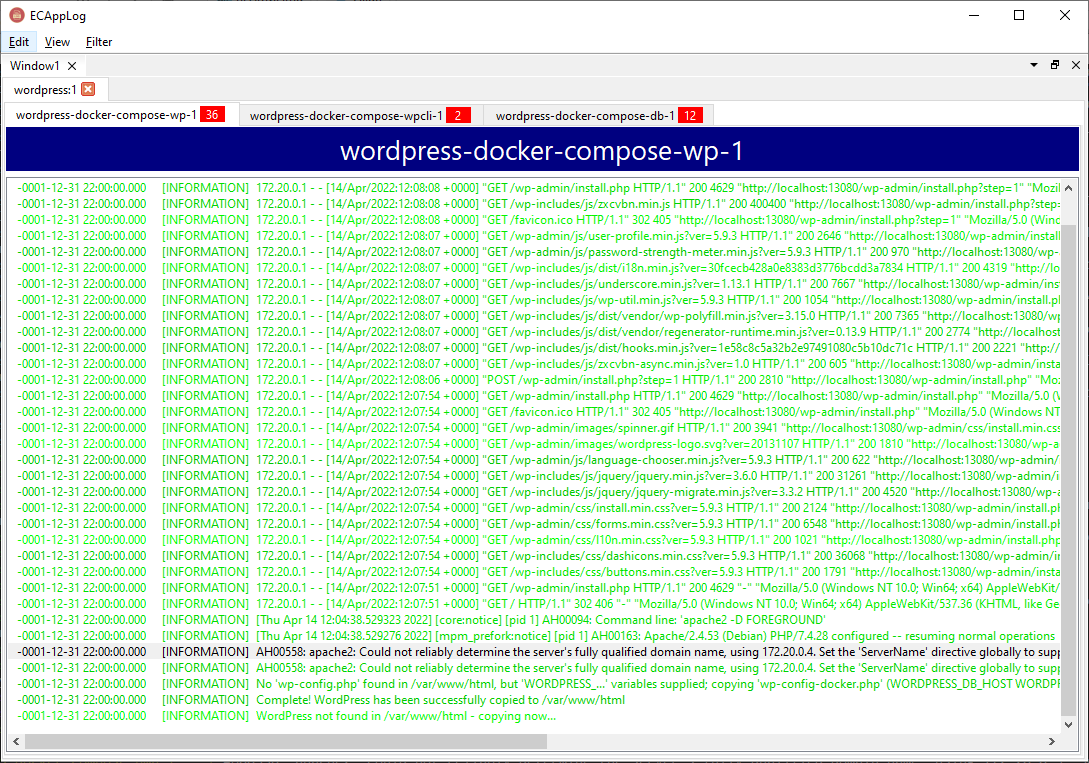 ECAppLog
Edit View Filter
Window1
wordpress:1
wordpress-docker-compose-wp-1 36 wordpress-docker-compose-wpcli-1 2 wordpress-docker-compose-db-1 12
wordpress-docker-compose-wp-1
-0001-12-31 22:00:00.000 [INFORMATION] 172.20.0.1 - - [14/Apr/2022:12:08:08 +0000] "GET /wp-admin/install.php HTTP/1.1" 200 4629 "http://localhost:13080/wp-admin/install.php?step=1" "Mozil
-0001-12-31 22:00:00.000 [INFORMATION] 172.20.0.1 - - [14/Apr/2022:12:08:08 +0000] "GET /wp-includes/js/zxcvbn.min.js HTTP/1.1" 200 400400 "http://localhost:13080/wp-admin/install.php?step=
-0001-12-31 22:00:00.000 [INFORMATION] 172.20.0.1 - - [14/Apr/2022:12:08:08 +0000] "GET /favicon.ico HTTP/1.1" 302 405 "http://localhost:13080/wp-admin/install.php?step=1" "Mozilla/5.0 (Winc
-0001-12-31 22:00:00.000 [INFORMATION] 172.20.0.1 - - [14/Apr/2022:12:08:07 +0000] "GET /wp-admin/js/user-profile.min.js?ver=5.9.3 HTTP/1.1" 200 2646 "http://localhost:13080/wp-admin/install
-0001-12-31 22:00:00.000 [INFORMATION] 172.20.0.1 - - [14/Apr/2022:12:08:07 +0000] "GET /wp-admin/js/password-strength-meter.min.js?ver=5.9.3 HTTP/1.1" 200 970 "http://localhost:13080/wp-
-0001-12-31 22:00:00.000 [INFORMATION] 172.20.0.1 - - [14/Apr/2022:12:08:07 +0000] "GET /wp-includes/js/dist/i18n.min.js?ver=30fcecb428a0e8383d3776bcdd3a7834 HTTP/1.1" 200 4319 "http://lo
-0001-12-31 22:00:00.000 [INFORMATION] 172.20.0.1 - - [14/Apr/2022:12:08:07 +0000] "GET /wp-includes/js/underscore.min.js?ver=1.13.1 HTTP/1.1" 200 7667 "http://localhost:13080/wp-admin/ins
-0001-12-31 22:00:00.000 [INFORMATION] 172.20.0.1 - - [14/Apr/2022:12:08:07 +0000] "GET /wp-includes/js/wp-util.min.js?ver=5.9.3 HTTP/1.1" 200 1054 "http://localhost:13080/wp-admin/install.pl
-0001-12-31 22:00:00.000 [INFORMATION] 172.20.0.1 - - [14/Apr/2022:12:08:07 +0000] "GET /wp-includes/js/dist/vendor/wp-polyfill.min.js?ver=3.15.0 HTTP/1.1" 200 7365 "http://localhost:13080/wp
-0001-12-31 22:00:00.000 [INFORMATION] 172.20.0.1 - - [14/Apr/2022:12:08:07 +0000] "GET /wp-includes/js/dist/vendor/regenerator-runtime.min.js?ver=0.13.9 HTTP/1.1" 200 2774 "http://localhost
-0001-12-31 22:00:00.000 [INFORMATION] 172.20.0.1 - - [14/Apr/2022:12:08:07 +0000] "GET /wp-includes/js/dist/hooks.min.js?ver=1e58c8c5a32b2e97491080c5b10dc71c HTTP/1.1" 200 2221 "http://
-0001-12-31 22:00:00.000 [INFORMATION] 172.20.0.1 - - [14/Apr/2022:12:08:07 +0000] "GET /wp-includes/js/zxcvbn-async.min.js?ver=1.0 HTTP/1.1" 200 605 "http://localhost:13080/wp-admin/install
-0001-12-31 22:00:00.000 [INFORMATION] 172.20.0.1 - - [14/Apr/2022:12:08:06 +0000] "POST /wp-admin/install.php?step=1 HTTP/1.1" 200 2810 "http://localhost:13080/wp-admin/install.php" "Mo
-0001-12-31 22:00:00.000 [INFORMATION] 172.20.0.1 - - [14/Apr/2022:12:07:54 +0000] "GET /wp-admin/install.php HTTP/1.1" 200 4629 "http://localhost:13080/wp-admin/install.php" "Mozilla/5.0 (W
-0001-12-31 22:00:00.000 [INFORMATION] 172.20.0.1 - - [14/Apr/2022:12:07:54 +0000] "GET /favicon.ico HTTP/1.1" 302 405 "http://localhost:13080/wp-admin/install.php" "Mozilla/5.0 (Windows NT
-0001-12-31 22:00:00.000 [INFORMATION] 172.20.0.1 - - [14/Apr/2022:12:07:54 +0000] "GET /wp-admin/images/spinner.gif HTTP/1.1" 200 3941 "http://localhost:13080/wp-admin/css/install.min.css
-0001-12-31 22:00:00.000 [INFORMATION] 172.20.0.1 - - [14/Apr/2022:12:07:54 +0000] "GET /wp-admin/images/wordpress-logo.svg?ver=20131107 HTTP/1.1" 200 1810 "http://localhost:13080/wp-a
-0001-12-31 22:00:00.000 [INFORMATION] 172.20.0.1 - - [14/Apr/2022:12:07:54 +0000] "GET /wp-admin/js/language-chooser.min.js?ver=5.9.3 HTTP/1.1" 200 622 "http://localhost:13080/wp-admin/
-0001-12-31 22:00:00.000 [INFORMATION] 172.20.0.1 - - [14/Apr/2022:12:07:54 +0000] "GET /wp-includes/js/jquery/jquery.min.js?ver=3.6.0 HTTP/1.1" 200 31261 "http://localhost:13080/wp-admin/i
-0001-12-31 22:00:00.000 [INFORMATION] 172.20.0.1 - - [14/Apr/2022:12:07:54 +0000] "GET /wp-includes/js/jquery/jquery-migrate.min.js?ver=3.3.2 HTTP/1.1" 200 4520 "http://localhost:13080/wp-a
-0001-12-31 22:00:00.000 [INFORMATION] 172.20.0.1 - - [14/Apr/2022:12:07:54 +0000] "GET /wp-admin/css/install.min.css?ver=5.9.3 HTTP/1.1" 200 2124 "http://localhost:13080/wp-admin/install.pl
-0001-12-31 22:00:00.000 [INFORMATION] 172.20.0.1 - - [14/Apr/2022:12:07:54 +0000] "GET /wp-admin/css/forms.min.css?ver=5.9.3 HTTP/1.1" 200 6548 "http://localhost:13080/wp-admin/install.ph
-0001-12-31 22:00:00.000 [INFORMATION] 172.20.0.1 - - [14/Apr/2022:12:07:54 +0000] "GET /wp-admin/css/l10n.min.css?ver=5.9.3 HTTP/1.1" 200 1021 "http://localhost:13080/wp-admin/install.php
-0001-12-31 22:00:00.000 [INFORMATION] 172.20.0.1 - - [14/Apr/2022:12:07:54 +0000] "GET /wp-includes/css/dashicons.min.css?ver=5.9.3 HTTP/1.1" 200 36068 "http://localhost:13080/wp-admin/i
-0001-12-31 22:00:00.000 [INFORMATION] 172.20.0.1 - - [14/Apr/2022:12:07:54 +0000] "GET /wp-includes/css/buttons.min.css?ver=5.9.3 HTTP/1.1" 200 1791 "http://localhost:13080/wp-admin/insta
-0001-12-31 22:00:00.000 [INFORMATION] 172.20.0.1 - - [14/Apr/2022:12:07:51 +0000] "GET /wp-admin/install.php HTTP/1.1" 200 4629 "-" "Mozilla/5.0 (Windows NT 10.0; Win64; x64) AppleWebKit/
-0001-12-31 22:00:00.000 [INFORMATION] 172.20.0.1 - - [14/Apr/2022:12:07:51 +0000] "GET / HTTP/1.1" 302 406 "-" "Mozilla/5.0 (Windows NT 10.0; Win64; x64) AppleWebKit/537.36 (KHTML, like Ge
-0001-12-31 22:00:00.000 [INFORMATION] [Thu Apr 14 12:04:38.529323 2022] [core:notice] [pid 1] AH00094: Command line: 'apache2 -D FOREGROUND'
-0001-12-31 22:00:00.000 [INFORMATION] [Thu Apr 14 12:04:38.529276 2022] [mpm_prefork:notice] [pid 1] AH00163: Apache/2.4.53 (Debian) PHP/7.4.28 configured -- resuming normal operations
-0001-12-31 22:00:00.000 [INFORMATION] AH00558: apache2: Could not reliably determine the server's fully qualified domain name, using 172.20.0.4. Set the 'ServerName' directive globally to supp
-0001-12-31 22:00:00.000 [INFORMATION] AH00558: apache2: Could not reliably determine the server's fully qualified domain name, using 172.20.0.4. Set the 'ServerName' directive globally to supp
-0001-12-31 22:00:00.000 [INFORMATION] No 'wp-config.php' found in /var/www/html, but 'WORDPRESS_...' variables supplied; copying 'wp-config-docker.php' (WORDPRESS_DB_HOST WORDPF
-0001-12-31 22:00:00.000 [INFORMATION] Complete! WordPress has been successfully copied to /var/www/html
-0001-12-31 22:00:00.000 [INFORMATION] WordPress not found in /var/www/html - copying now...